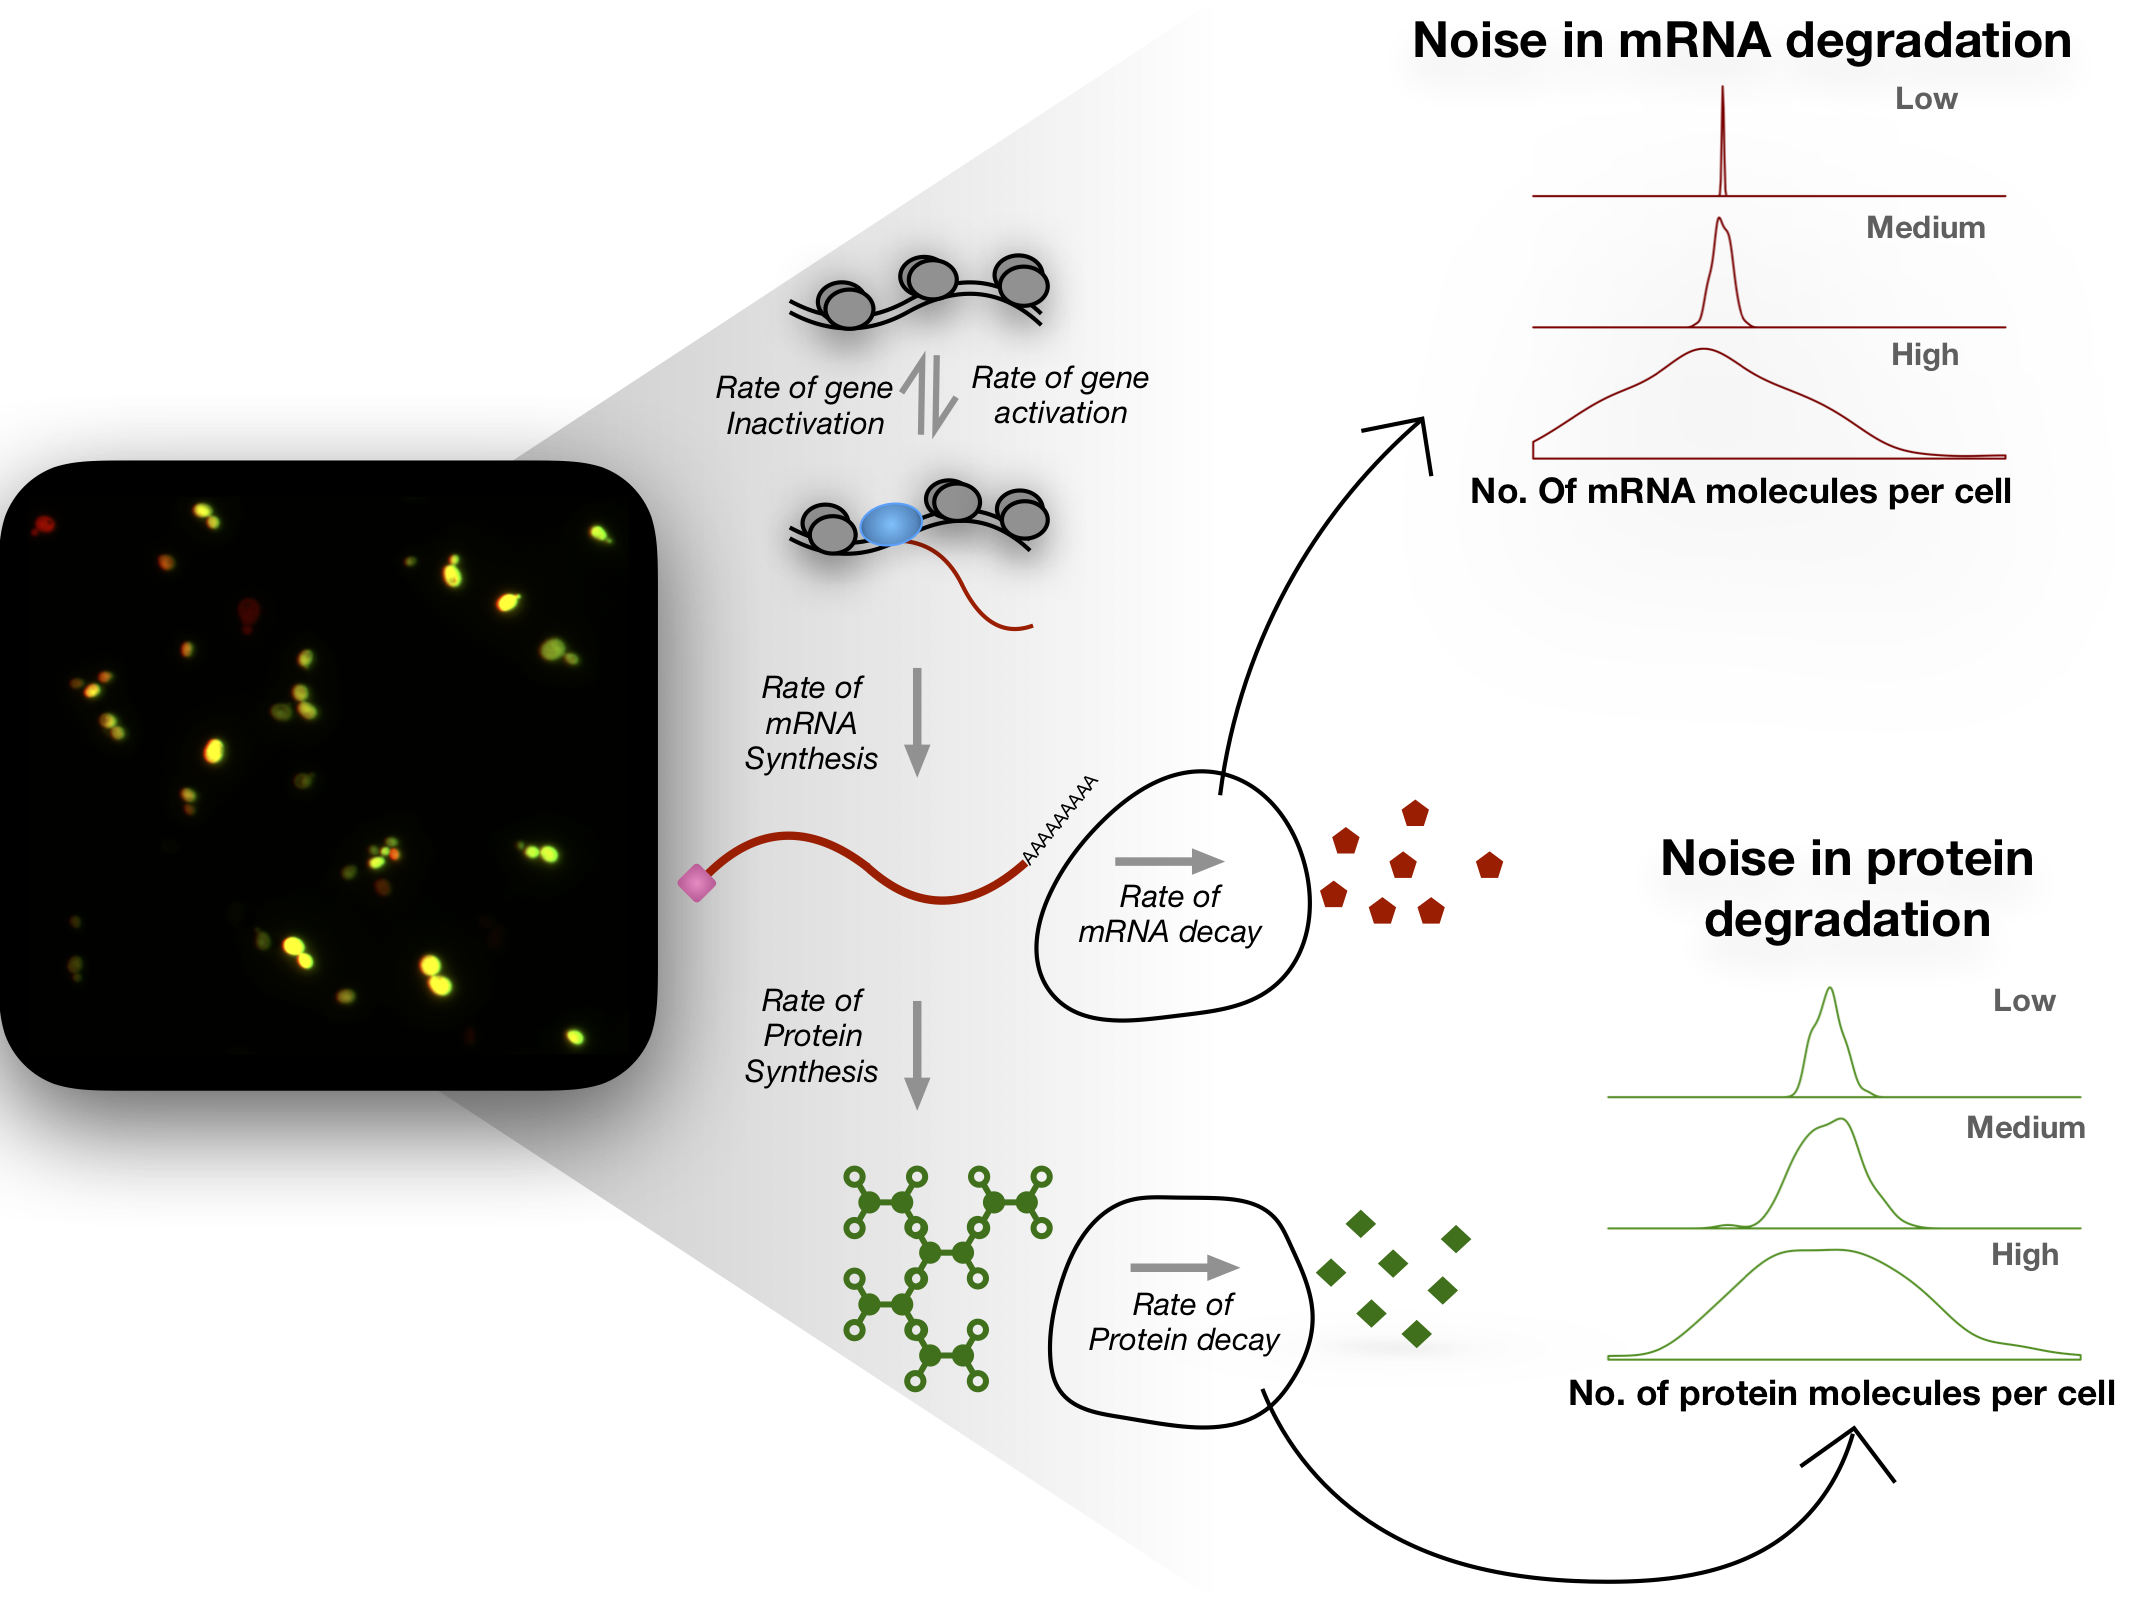 Noise in mRNA degradation
Low
Medium
High
No. Of mRNA molecules per cell
Rate of gene
Inactivation
Rate of gene
activation
Rate of
mRNA
Synthesis
AAAAAAAAA
Rate of
mRNA decay
Rate of
Protein
Synthesis
Rate of
Protein decay
Noise in protein
degradation
Low
Medium
High
No. of protein molecules per cell